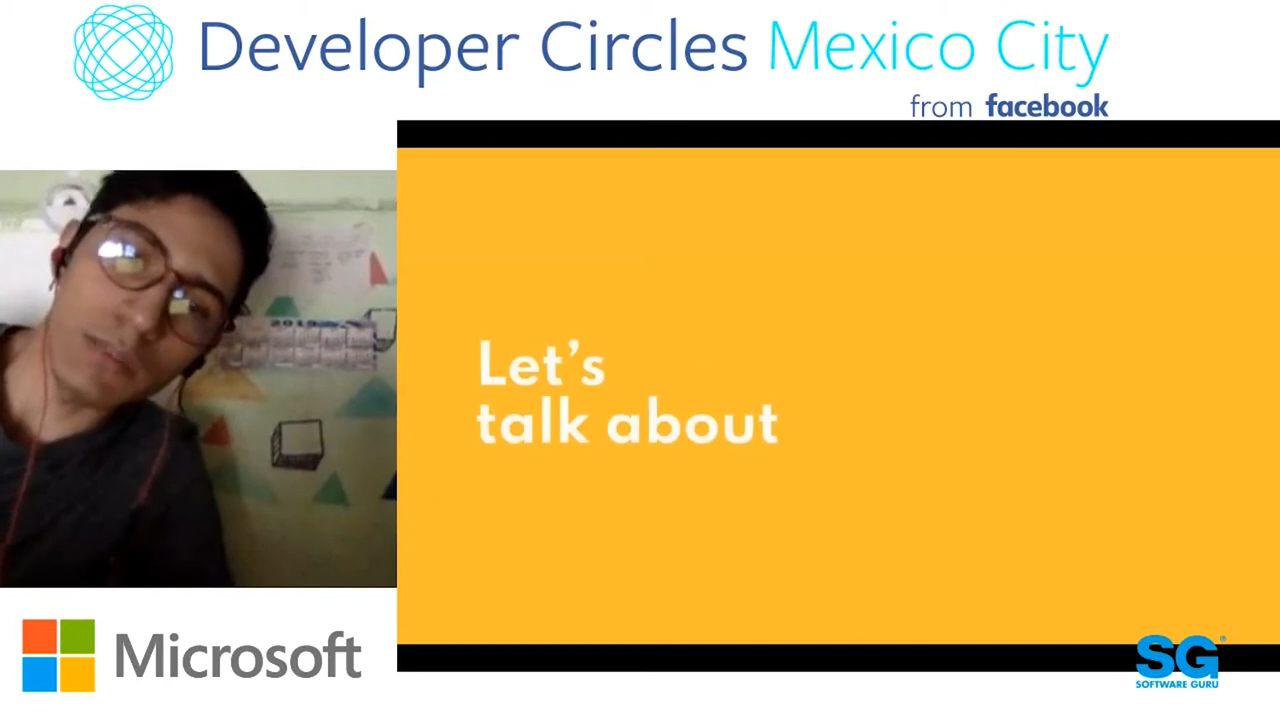 Developer Circles Mexico City
from facebook
Let's
talk about
Microsoft
SG®
SOFTWARE GURU